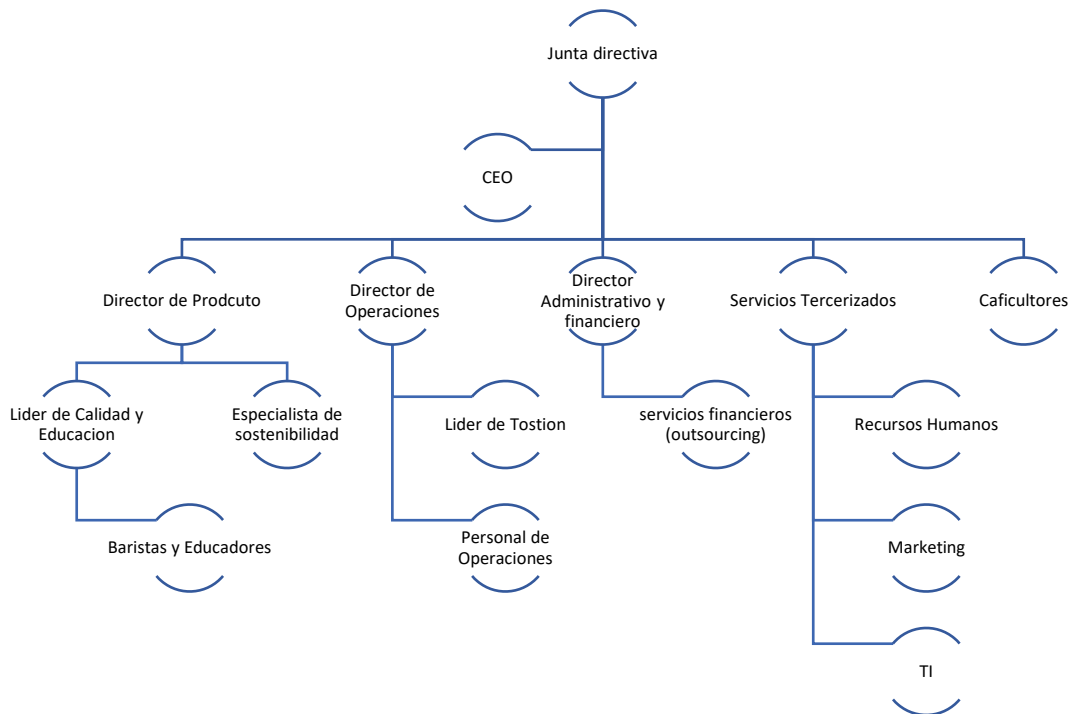 Junta directiva
CEO
Director de Prodcuto
Director de
Operaciones
Director
Administrativo y
financiero
Servicios Tercerizados
Caficultores
Lider de Calidad y
Educacion
Especialista de
sostenibilidad
Lider de Tostion
servicios financieros
(outsourcing)
Recursos Humanos
Baristas y Educadores
Personal de
Operaciones
Marketing
TI